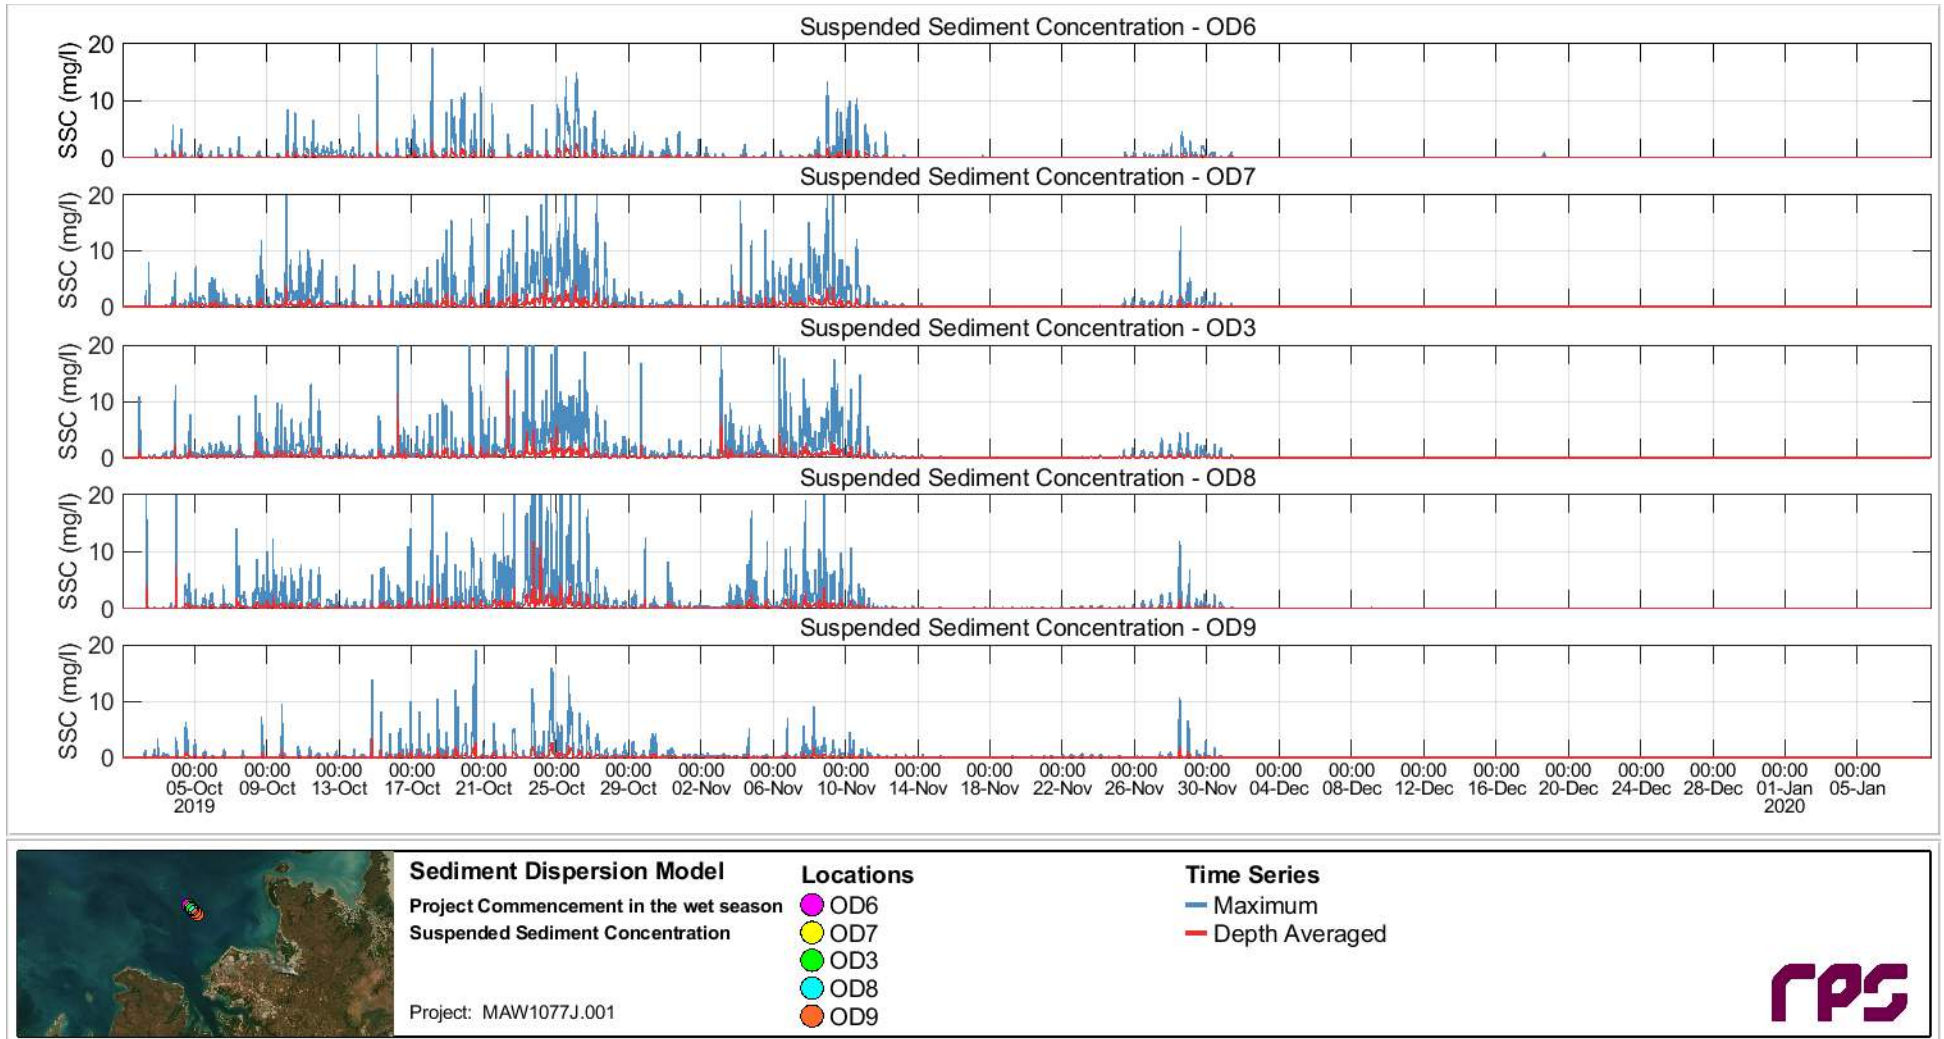 Suspended Sediment Concentration - OD6
SSC (mg/l)
20
10
0
Suspended Sediment Concentration - OD7
SSC (mg/l)
20
10
0
Suspended Sediment Concentration - OD3
SSC (mg/l)
20
10
0
Suspended Sediment Concentration - OD8
SSC (mg/l)
20
10
0
Suspended Sediment Concentration - OD9
SSC (mg/l)
20
10
0
00:00 00:00 00:00 00:00 00:00 00:00 00:00 00:00 00:00 00:00 00:00 00:00 00:00 00:00 00:00 00:00 00:00 00:00 00:00 00:00 00:00 00:00 00:00 00:00
05-Oct 09-Oct 13-Oct 17-Oct 21-Oct 25-Oct 29-Oct 02-Nov 06-Nov 10-Nov 14-Nov 18-Nov 22-Nov 26-Nov 30-Nov 04-Dec 08-Dec 12-Dec 16-Dec 20-Dec 24-Dec 28-Dec 01-Jan 05-Jan
2019 2020
Sediment Dispersion Model
Project Commencement in the wet season
Suspended Sediment Concentration
Project: MAW1077J.001
Locations
OD6
OD7
OD3
OD8
OD9
Time Series
Maximum
Depth Averaged
rps